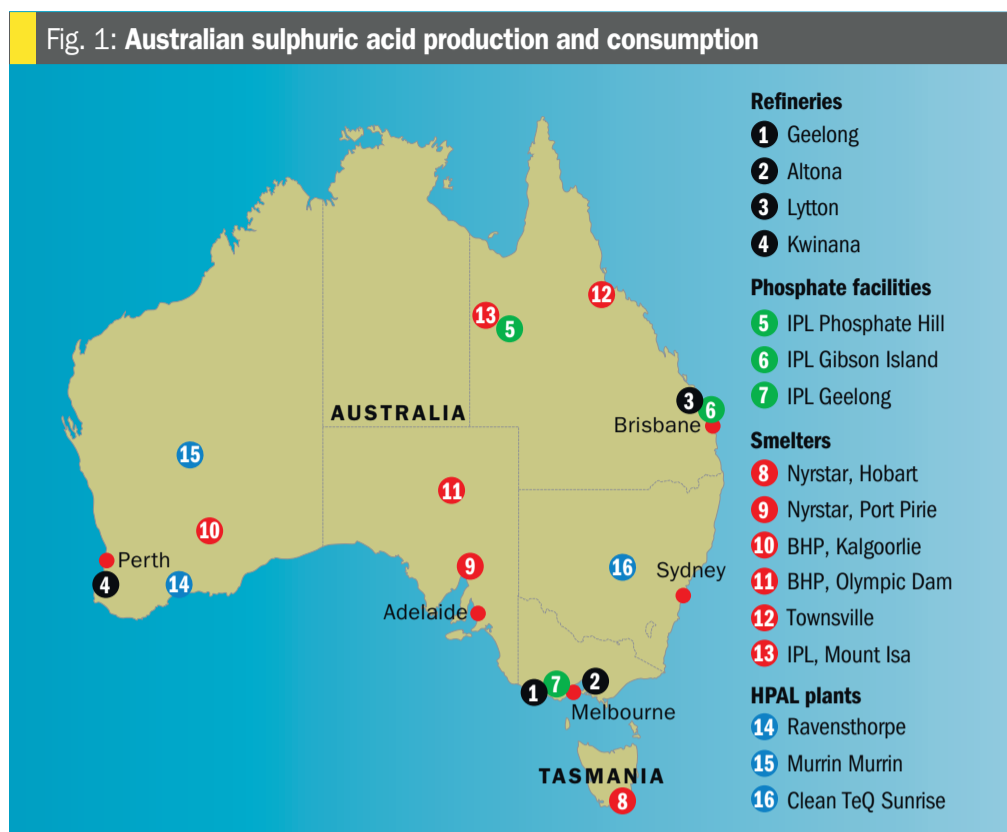 Fig. 1: Australian sulphuric acid production and consumption
Refineries
1 Geelong
2 Altona
3 Lytton
4 Kwinana
Phosphate facilities
5 IPL Phosphate Hill
6 IPL Gibson Island
7 IPL Geelong
Smelters
8 Nyrstar, Hobart
9 Nyrstar, Port Pirie
10 BHP, Kalgoorlie
11 BHP, Olympic Dam
12 Townsville
13 IPL, Mount Isa
HPAL plants
14 Ravensthorpe
15 Murrin Murrin
16 Clean TeQ Sunrise
12
13
5
3
AUSTRALIA
6
Brisbane
15
11
10
Perth
9
16
Sydney
4
14
Adelaide
1
7
2
Melbourne
TASMANIA
8